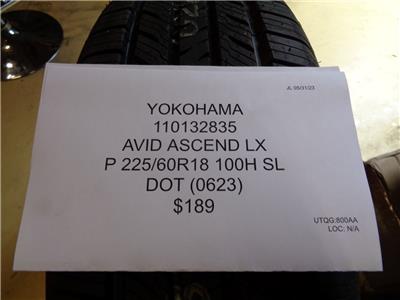 JL 05/31/23
YOKOHAMA
110132835
AVID ASCEND LX
P 225/60R18 100H SL
DOT (0623)
$189
UTQG:800AA
LOC: N/A